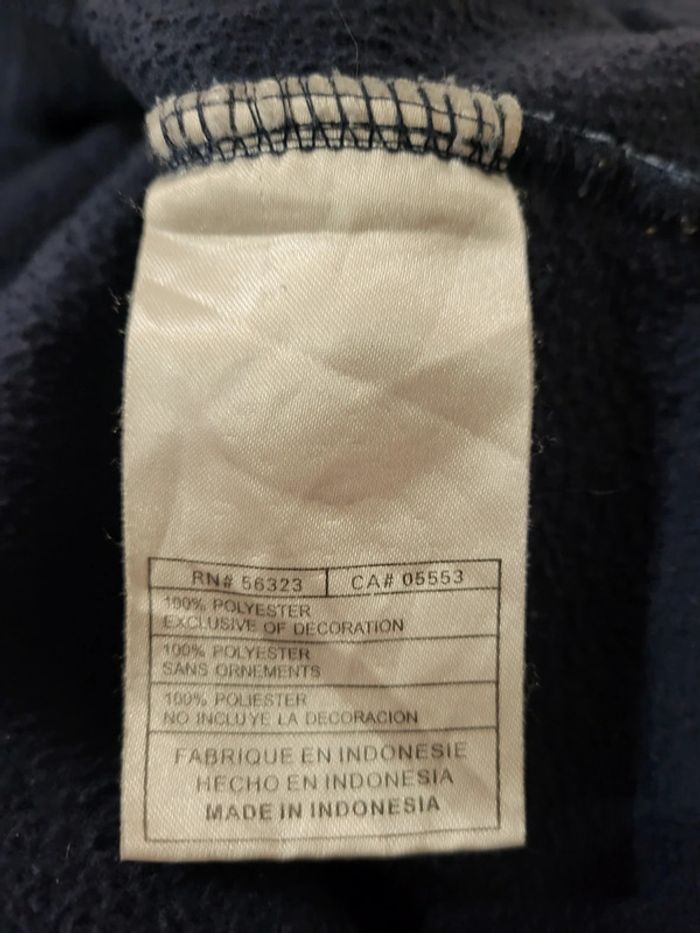 RN# 56323 CA# 05553
100% POLYESTER
EXCLUSIVE OF DECORATION
100% POLYESTER
SANS ORNEMENTS
100% POLIESTER
NO INCLUYE LA DECORACION
FABRIQUE EN INDONESIE
HECHO EN INDONESIA
MADE IN INDONESIA